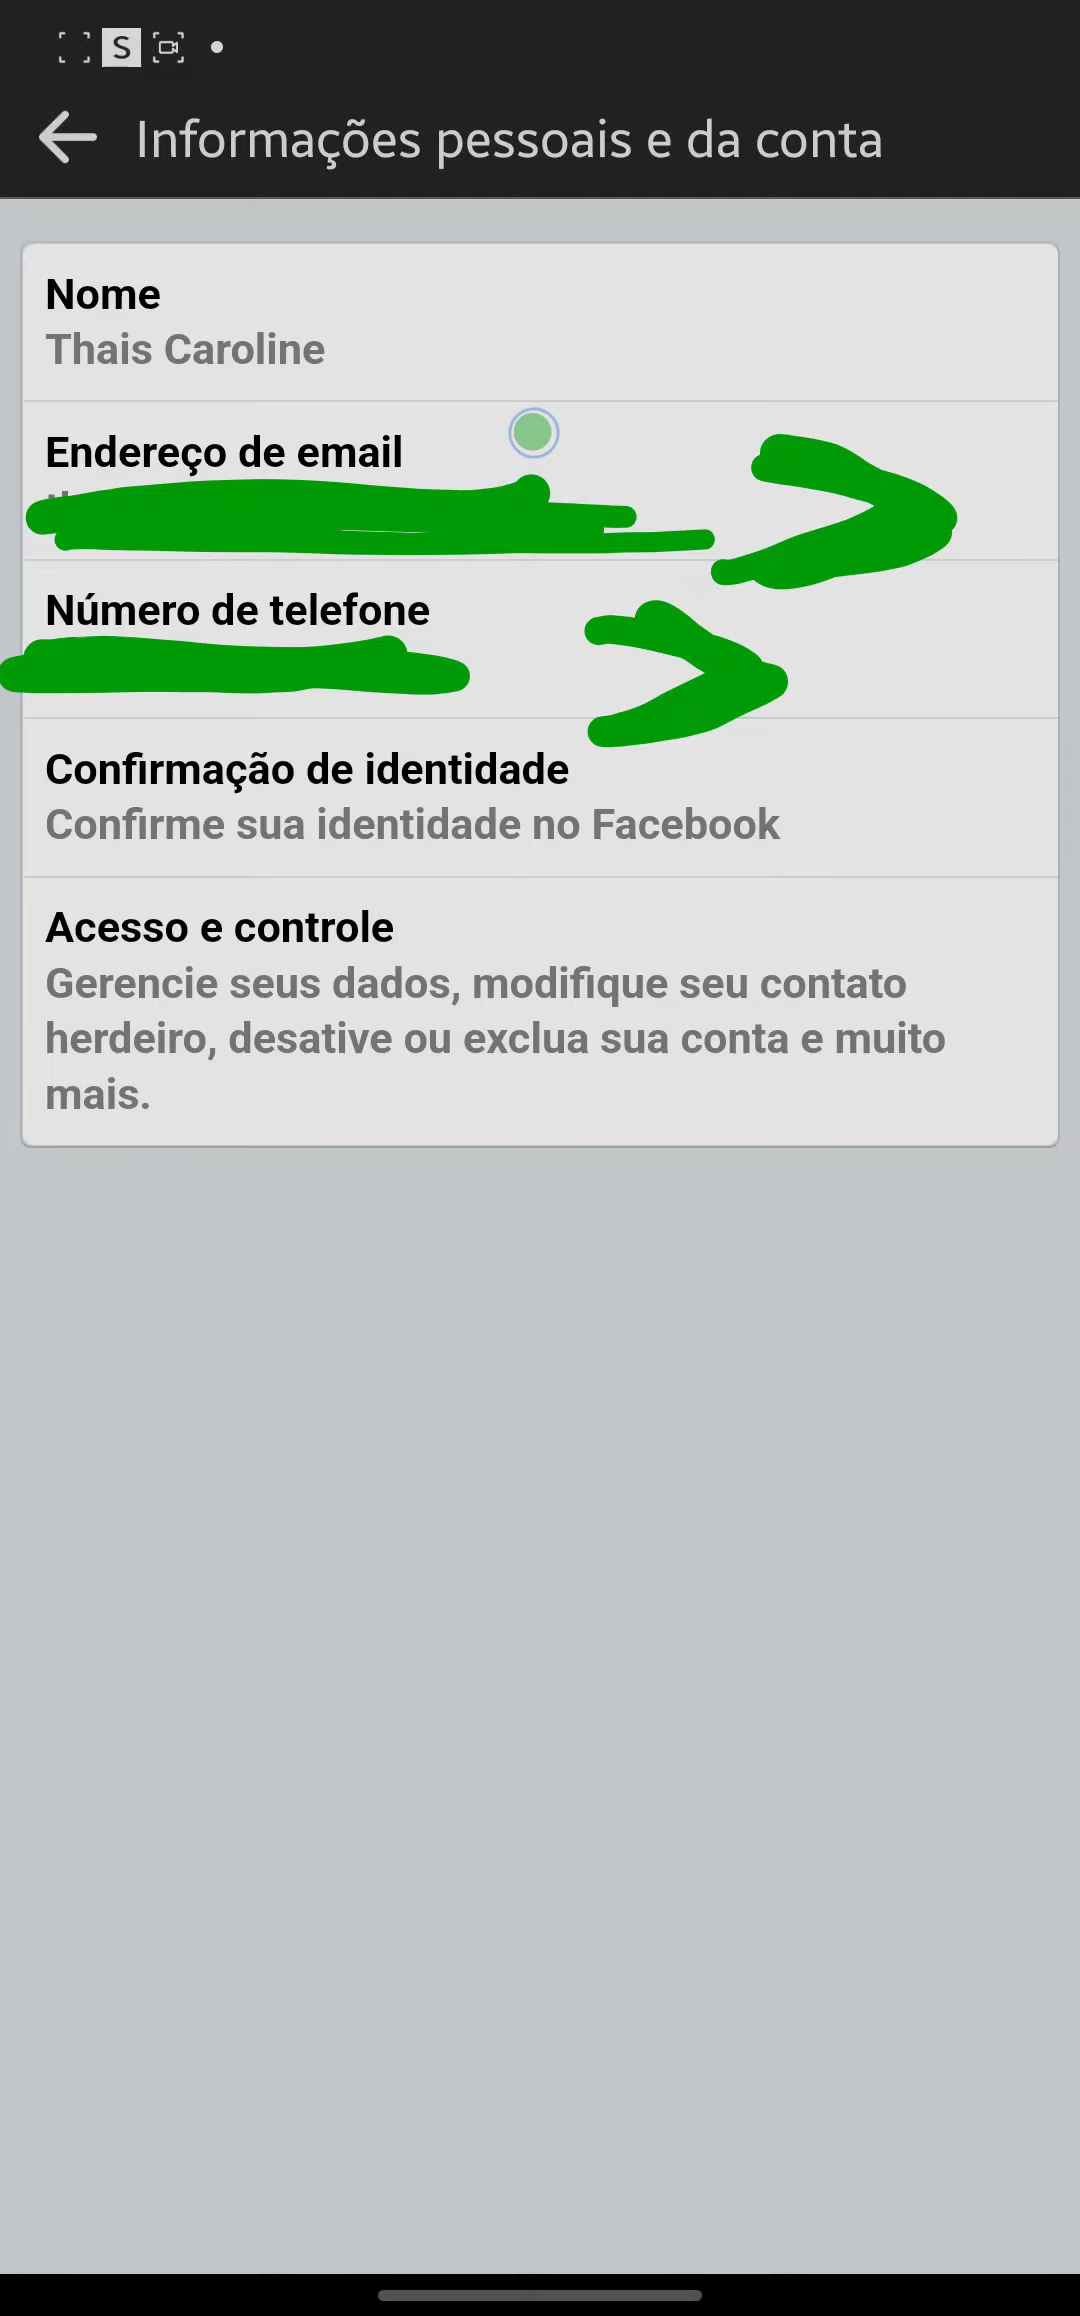 S
Informações pessoais e da conta
Nome
Thais Caroline
Endereço de email
Número de telefone
Confirmação de identidade
Confirme sua identidade no Facebook
Acesso e controle
Gerencie seus dados, modifique seu contato
herdeiro, desative ou exclua sua conta e muito
mais.